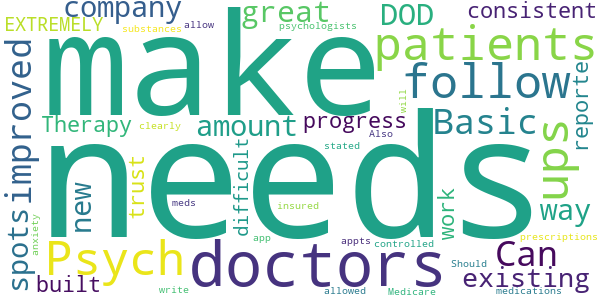 company
great
DOD
consistent
EXTREMELY
substances
allow
psychologists
make
patients
improved
follow
reporte
will
Therapy
clearly
amount
progress
Also
Basic
ups
needs
new
trust
difficult
stated
spots
anxiety
meds
insured
work
way
Psych
doctors
app
appts
controlled
prescriptions
Can
Should
existing
built
write
allowed
Medicare
medications